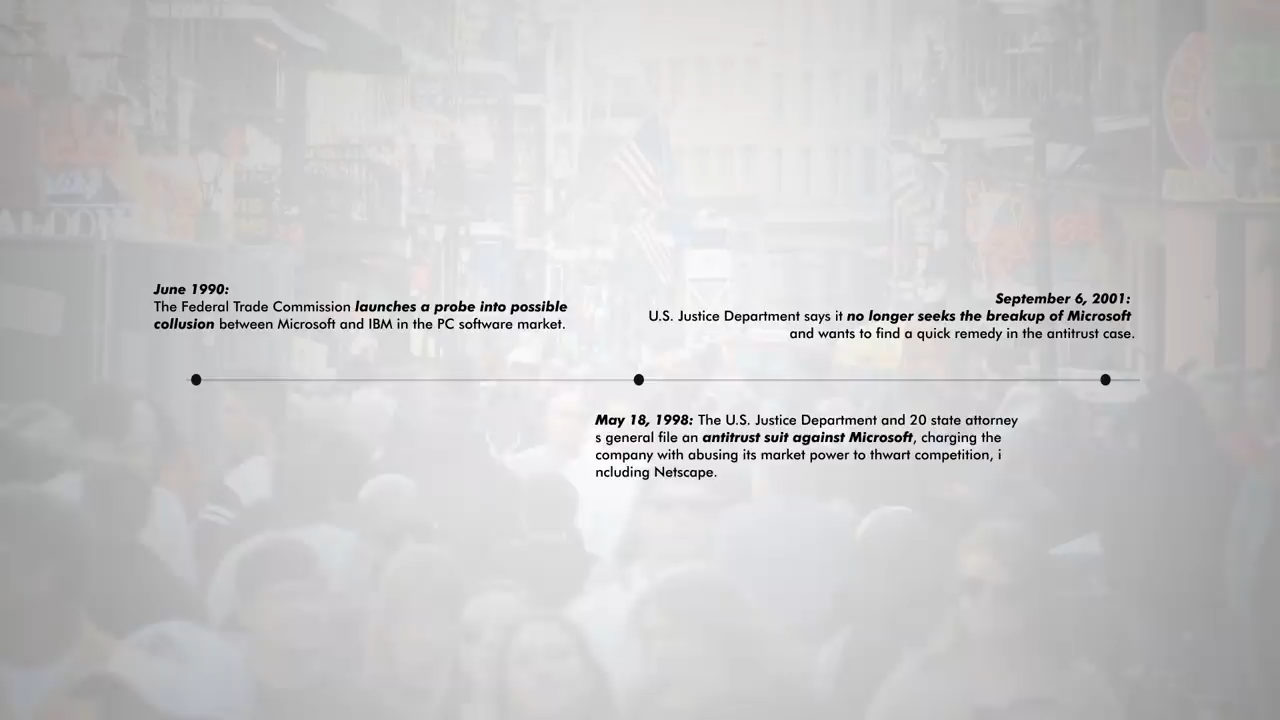 June 1990:
The Federal Trade Commission launches a probe into possible
collusion between Microsoft and IBM in the PC software market.
September 6, 2001:
U.S. Justice Department says it no longer seeks the breakup of Microsoft
and wants to find a quick remedy in the antitrust case.
May 18, 1998: The U.S. Justice Department and 20 state attorney
s general file an antitrust suit against Microsoft, charging the
company with abusing its market power to thwart competition, i
ncluding Netscape.